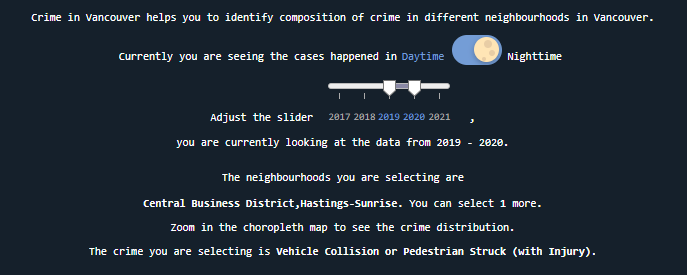 Crime in Vancouver helps you to identify composition of crime in different neighbourhoods in Vancouver.
Currently you are seeing the cases happened in Daytime Nighttime
Adjust the slider 2017 2018 2019 2020 2021 ,
you are currently looking at the data from 2019 - 2020.
The neighbourhoods you are selecting are
Central Business District,Hastings-Sunrise. You can select 1 more.
Zoom in the choropleth map to see the crime distribution.
The crime you are selecting is Vehicle Collision or Pedestrian Struck (with Injury).